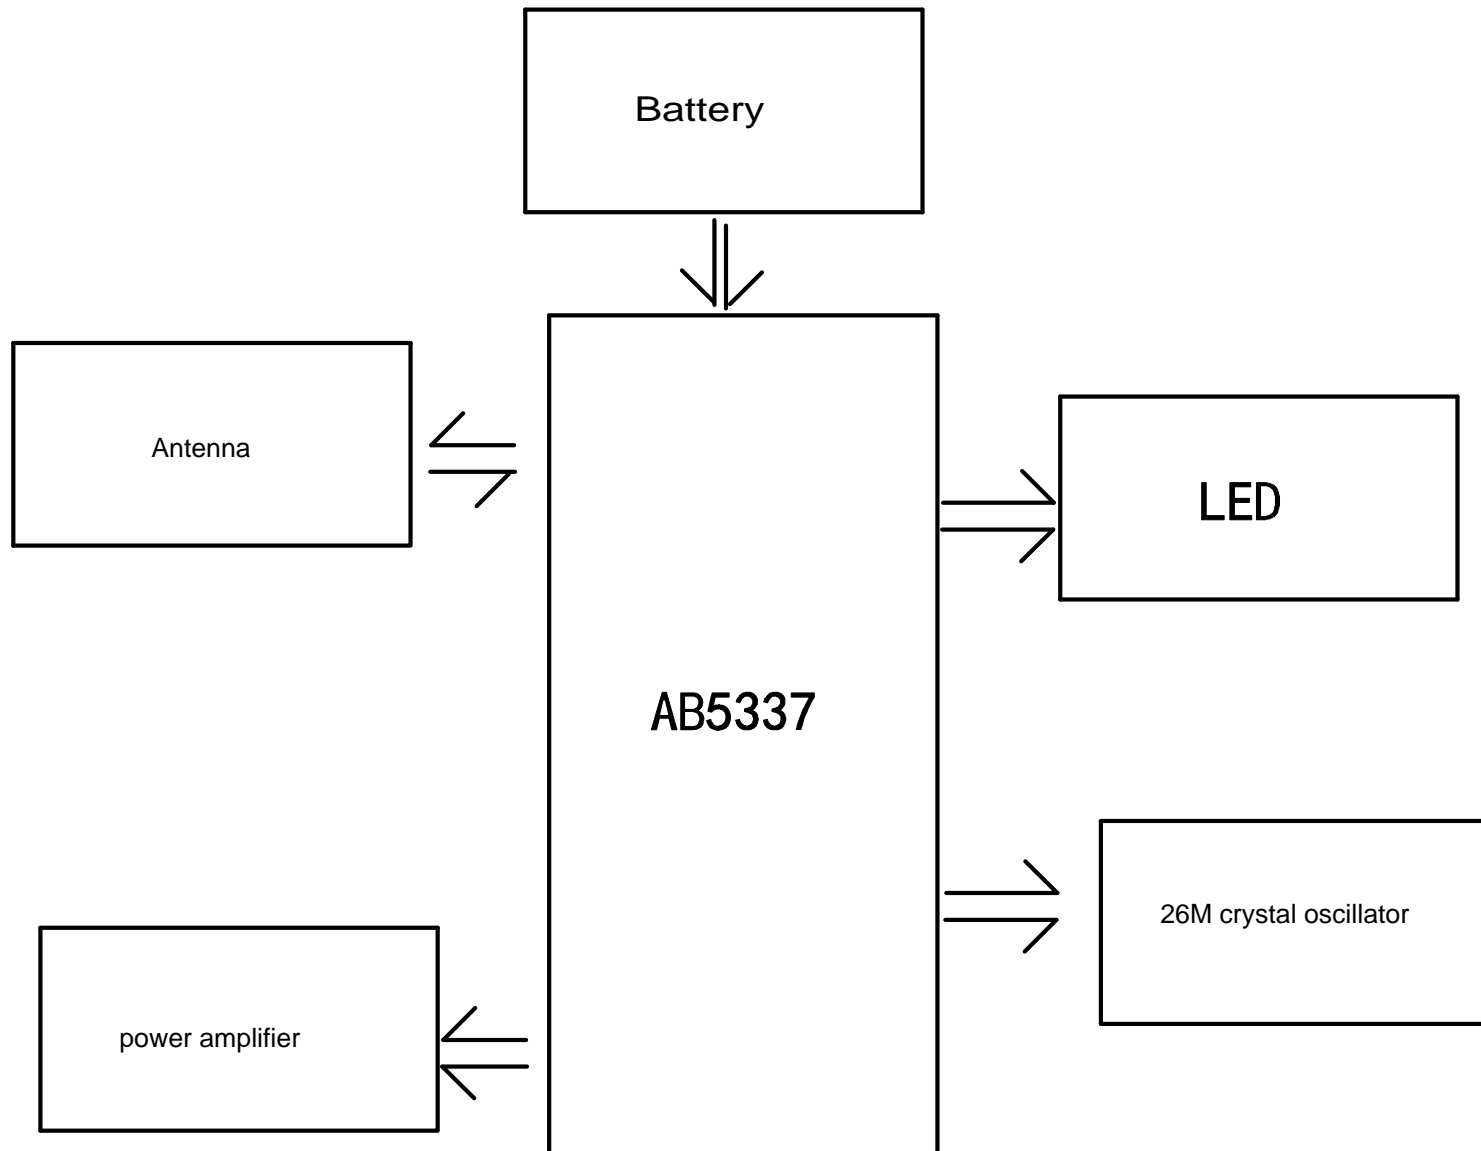 Battery
Antenna
LED
AB5337
26M crystal oscillator
power amplifier